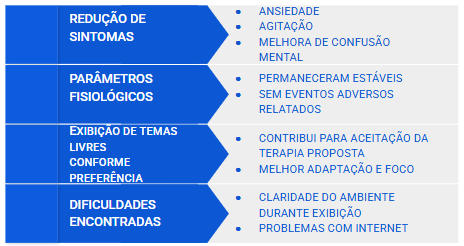 REDUÇÃO DE
SINTOMAS
• ANSIEDADE
• AGITAÇÃO
• MELHORA DE CONFUSÃO
MENTAL
PARÂMETROS
FISIOLÓGICOS
• PERMANECERAM ESTÁVEIS
• SEM EVENTOS ADVERSOS
RELATADOS
EXIBIÇÃO DE TEMAS
LIVRES
CONFORME
PREFERÊNCIA
• CONTRIBUI PARA ACEITAÇÃO DA
TERAPIA PROPOSTA
• MELHOR ADAPTAÇÃO E FOCO
DIFICULDADES
ENCONTRADAS
• CLARIDADE DO AMBIENTE
DURANTE EXIBIÇÃO
• PROBLEMAS COM INTERNET